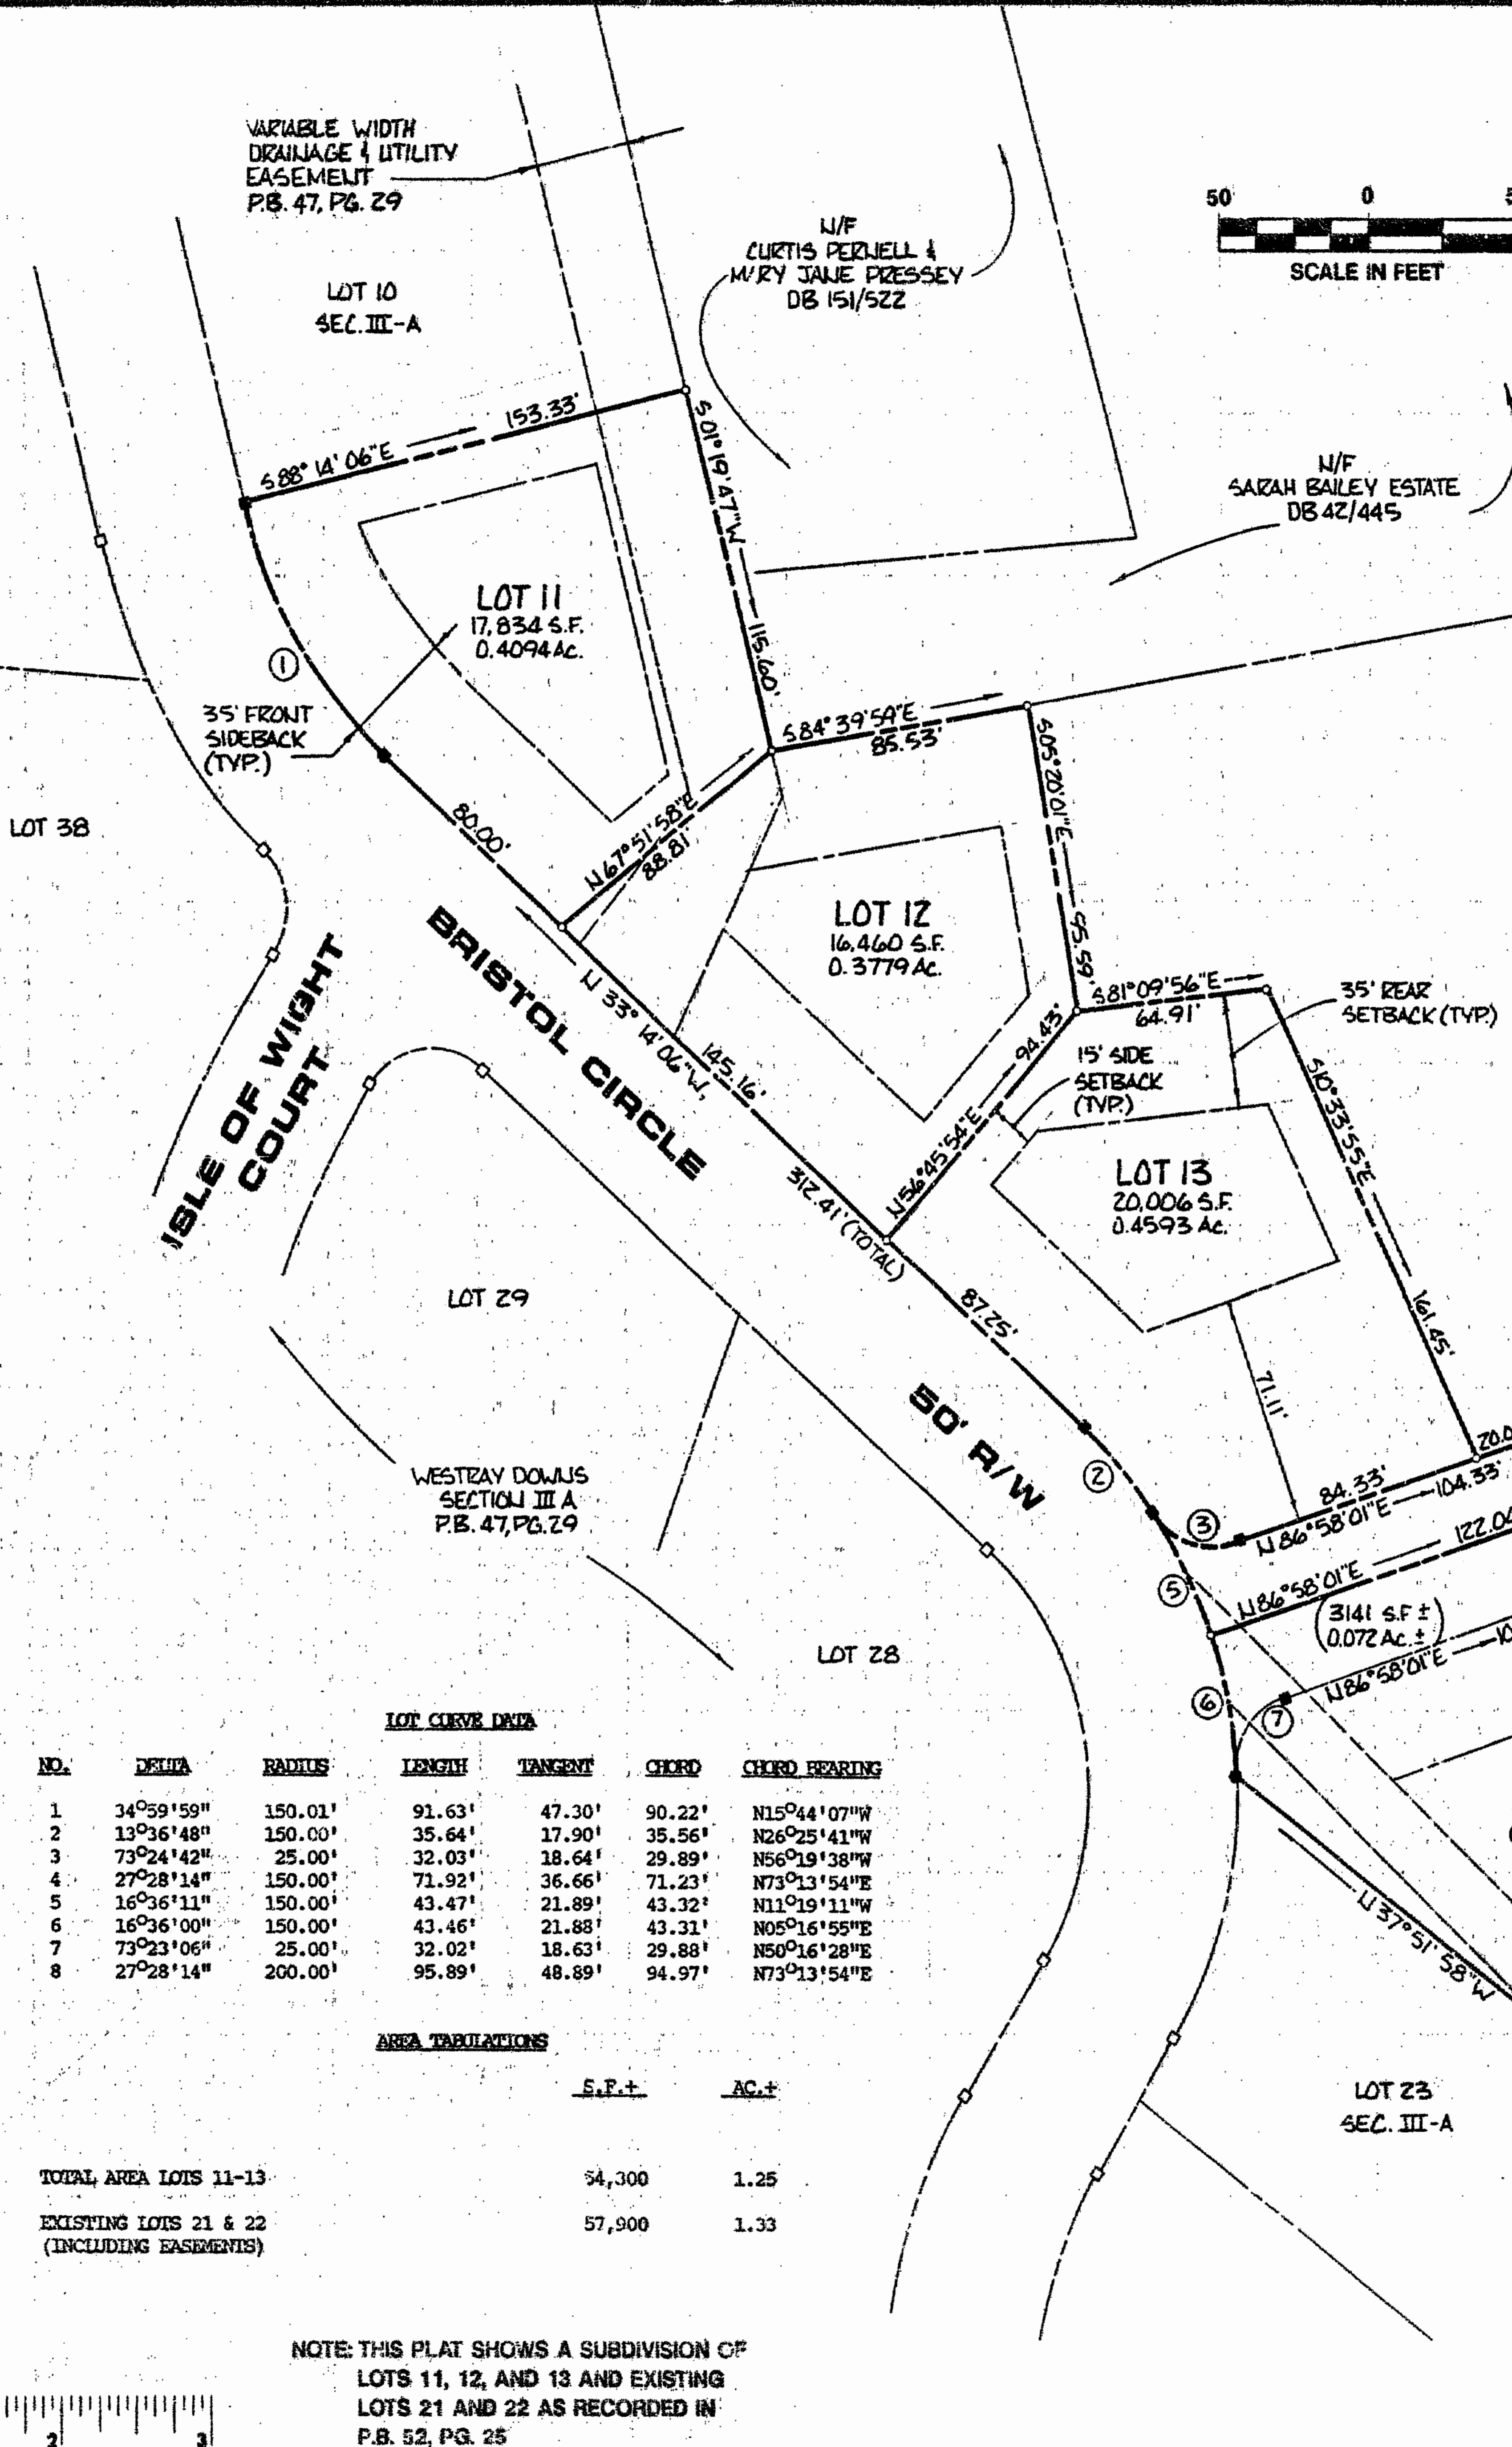 VARIABLE WIDTH
DRAINAGE & UTILITY
EASEMENT
P.B. 47, PG. 29
LOT 10
SEC. III-A
N/F
CURTIS PERNELL &
M/RY JANE PRESSEY
DB 151/522
50 0
SCALE IN FEET
N/F
SARAH BAILEY ESTATE
DB 42/445
S 88° 14' 06"E
153.33'
S 01° 19' 47"W
115.60'
LOT 11
17,834 S.F.
0.4094 Ac.
1
35' FRONT
SIDEBACK
(TYP.)
LOT 38
80.00'
N 67° 51' 58"E
88.81'
S 84° 39' 59"E
85.53'
S 05° 20' 01"E
95.59'
LOT 12
16,460 S.F.
0.3779 Ac.
BRISTOL CIRCLE
ISLE OF WIGHT
COURT
N 33° 14' 06"W,
145.16'
312.41' (TOTAL)
N 56° 45' 54"E
94.43'
S 81° 09' 56"E
64.91'
35' REAR
SETBACK (TYP.)
15' SIDE
SETBACK
(TYP.)
S 10° 33' 55"E
161.45'
LOT 13
20,006 S.F.
0.4593 Ac.
LOT 29
87.25'
71.11'
50' R/W
WESTRAY DOWNS
SECTION III A
P.B. 47, PG. 29
2
3
84.33'
N 86° 58' 01"E
104.33'
5
N 86° 58' 01"E
(3141 S.F ±
0.072 Ac. ±)
N 86° 58' 01"E
6
7
LOT 28
N 37° 51' 58"W
LOT CURVE DATA
NO. DELTA RADIUS LENGTH TANGENT CHORD CHORD BEARING
1 34°59'59" 150.01' 91.63' 47.30' 90.22' N15°44'07"W
2 13°36'48" 150.00' 35.64' 17.90' 35.56' N26°25'41"W
3 73°24'42" 25.00' 32.03' 18.64' 29.89' N56°19'38"W
4 27°28'14" 150.00' 71.92' 36.66' 71.23' N73°13'54"E
5 16°36'11" 150.00' 43.47' 21.89' 43.32' N11°19'11"W
6 16°36'00" 150.00' 43.46' 21.88' 43.31' N05°16'55"E
7 73°23'06" 25.00' 32.02' 18.63' 29.88' N50°16'28"E
8 27°28'14" 200.00' 95.89' 48.89' 94.97' N73°13'54"E
AREA TABULATIONS
S.F.± AC.±
TOTAL AREA LOTS 11-13 54,300 1.25
EXISTING LOTS 21 & 22 57,900 1.33
(INCLUDING EASEMENTS)
LOT 23
SEC. III-A
NOTE: THIS PLAT SHOWS A SUBDIVISION OF
LOTS 11, 12, AND 13 AND EXISTING
LOTS 21 AND 22 AS RECORDED IN
P.B. 52, PG. 25
2 3